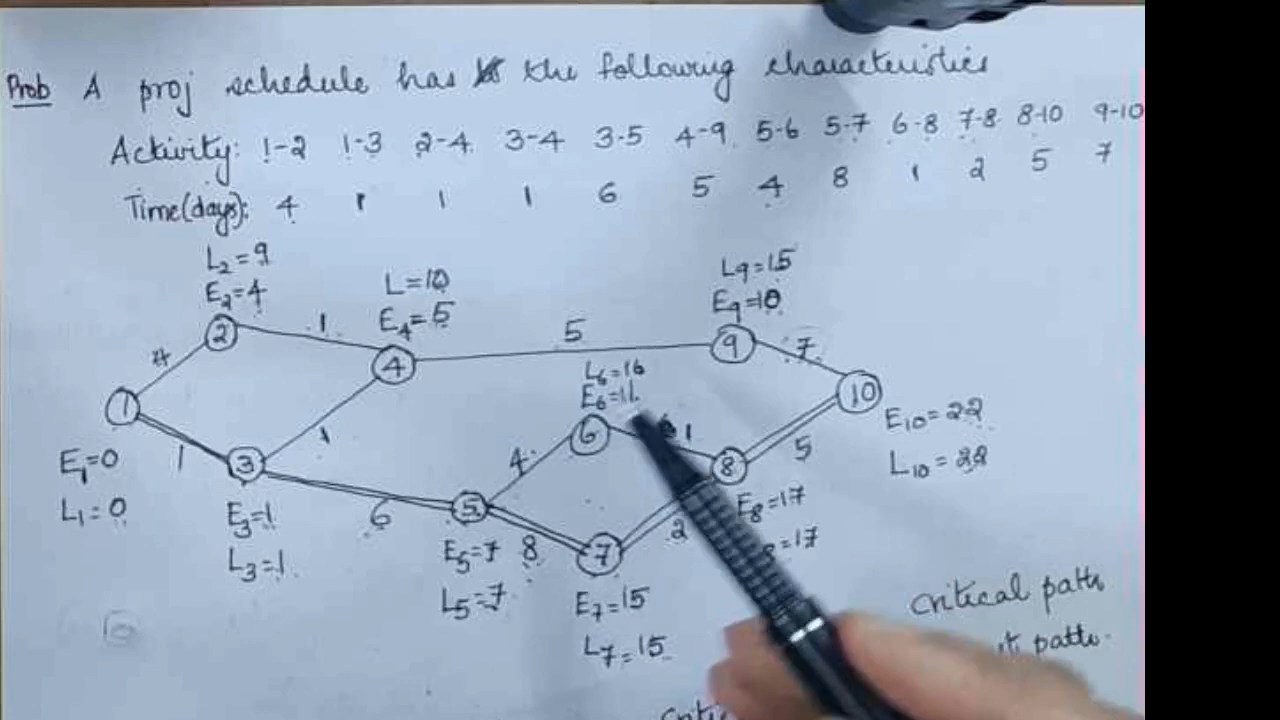 Prob A proj schedule has the following characteristics
Activity: 1-2 1-3 2-4 3-4 3-5 4-9 5-6 5-7 6-8 7-8 8-10 9-10
Time(days): 4 1 1 1 6 5 4 8 1 2 5 7
L2=9
E2=4
L=10
E4=5
L9=15
E9=10
4 2 1 4 5 9 7
L6=16
E6=11
1 1 6 1 10
E10=22
L10=22
E1=0
L1=0
1 3 6 5 4 8 5
E3=1
L3=1
E5=7
L5=7
8 7 2
E8=17
8=17
E7=15
L7=15
critical path
path.